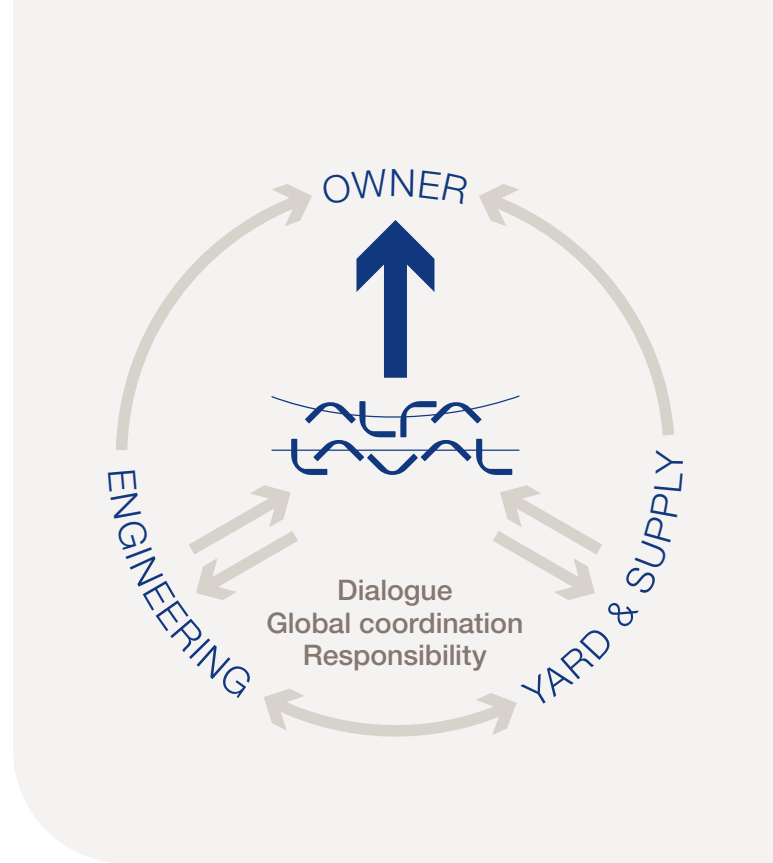 OWNER
ALFA
LAVAL
ENGINEERING
YARD & SUPPLY
Dialogue
Global coordination
Responsibility